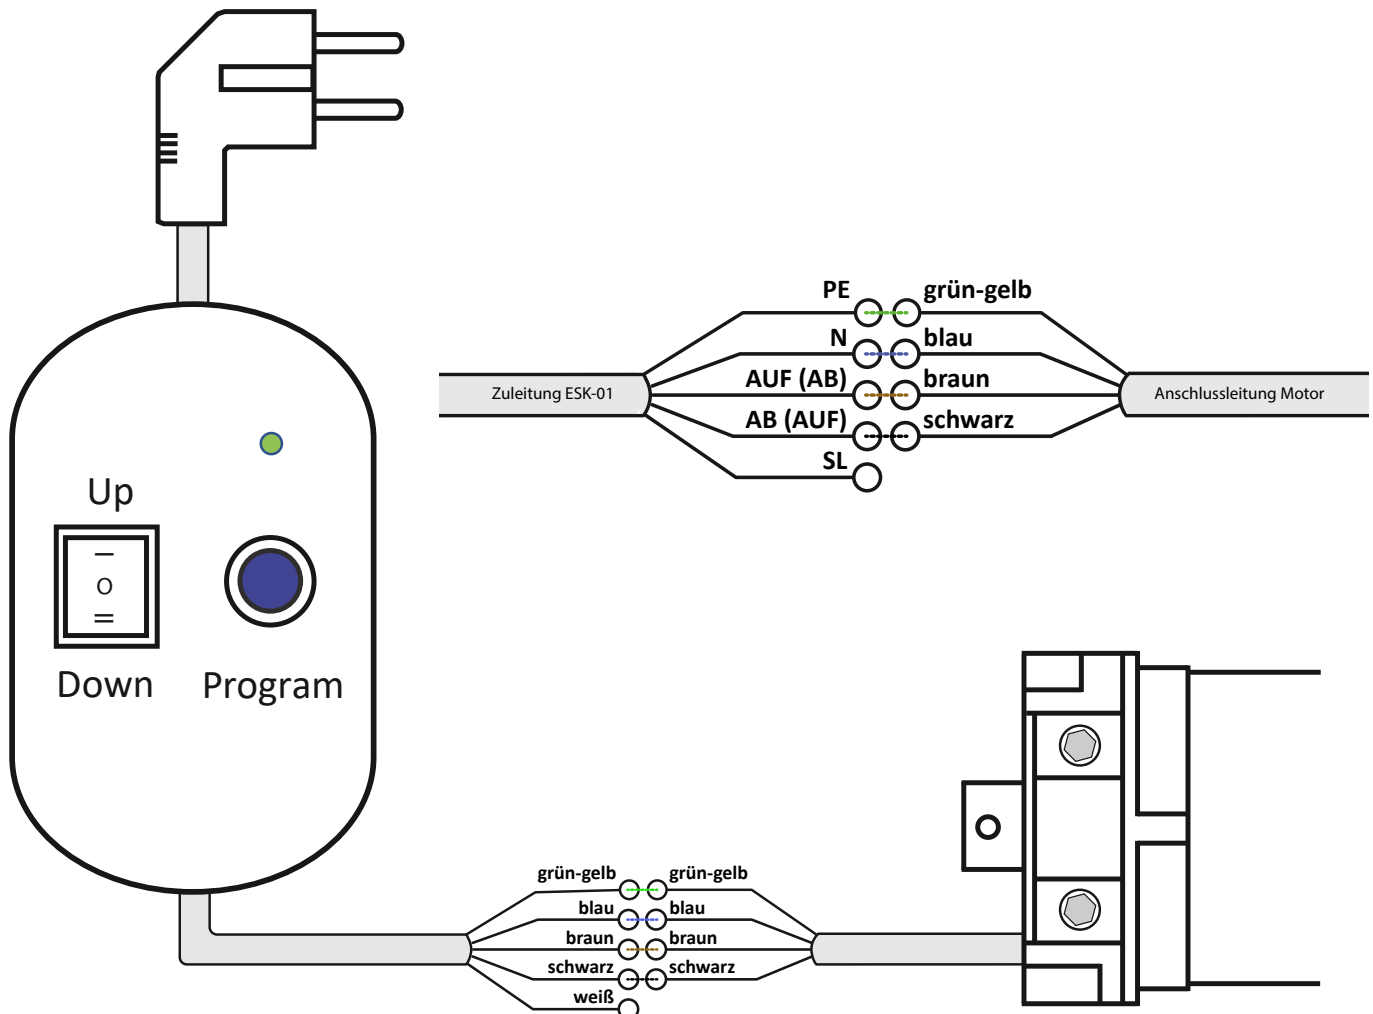 PE grün-gelb
N blau
AUF (AB) braun
Zuleitung ESK-01 Anschlussleitung Motor
AB (AUF) schwarz
SL
Up
–
O
=
Down Program
grün-gelb grün-gelb
blau blau
braun braun
schwarz schwarz
weiß